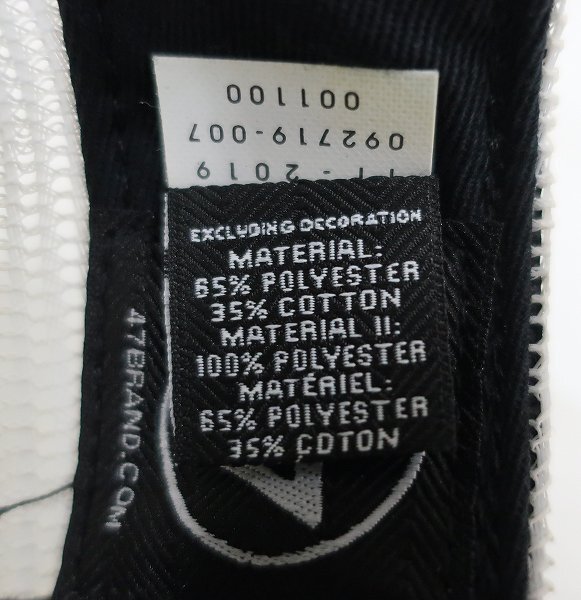 001100
092719-007
11 - 2019
EXCLUDING DECORATION
MATERIAL:
65% POLYESTER
35% COTTON
MATERIAL II:
100% POLYESTER
MATÉRIEL:
65% POLYESTER
35% COTON
47BRAND.COM